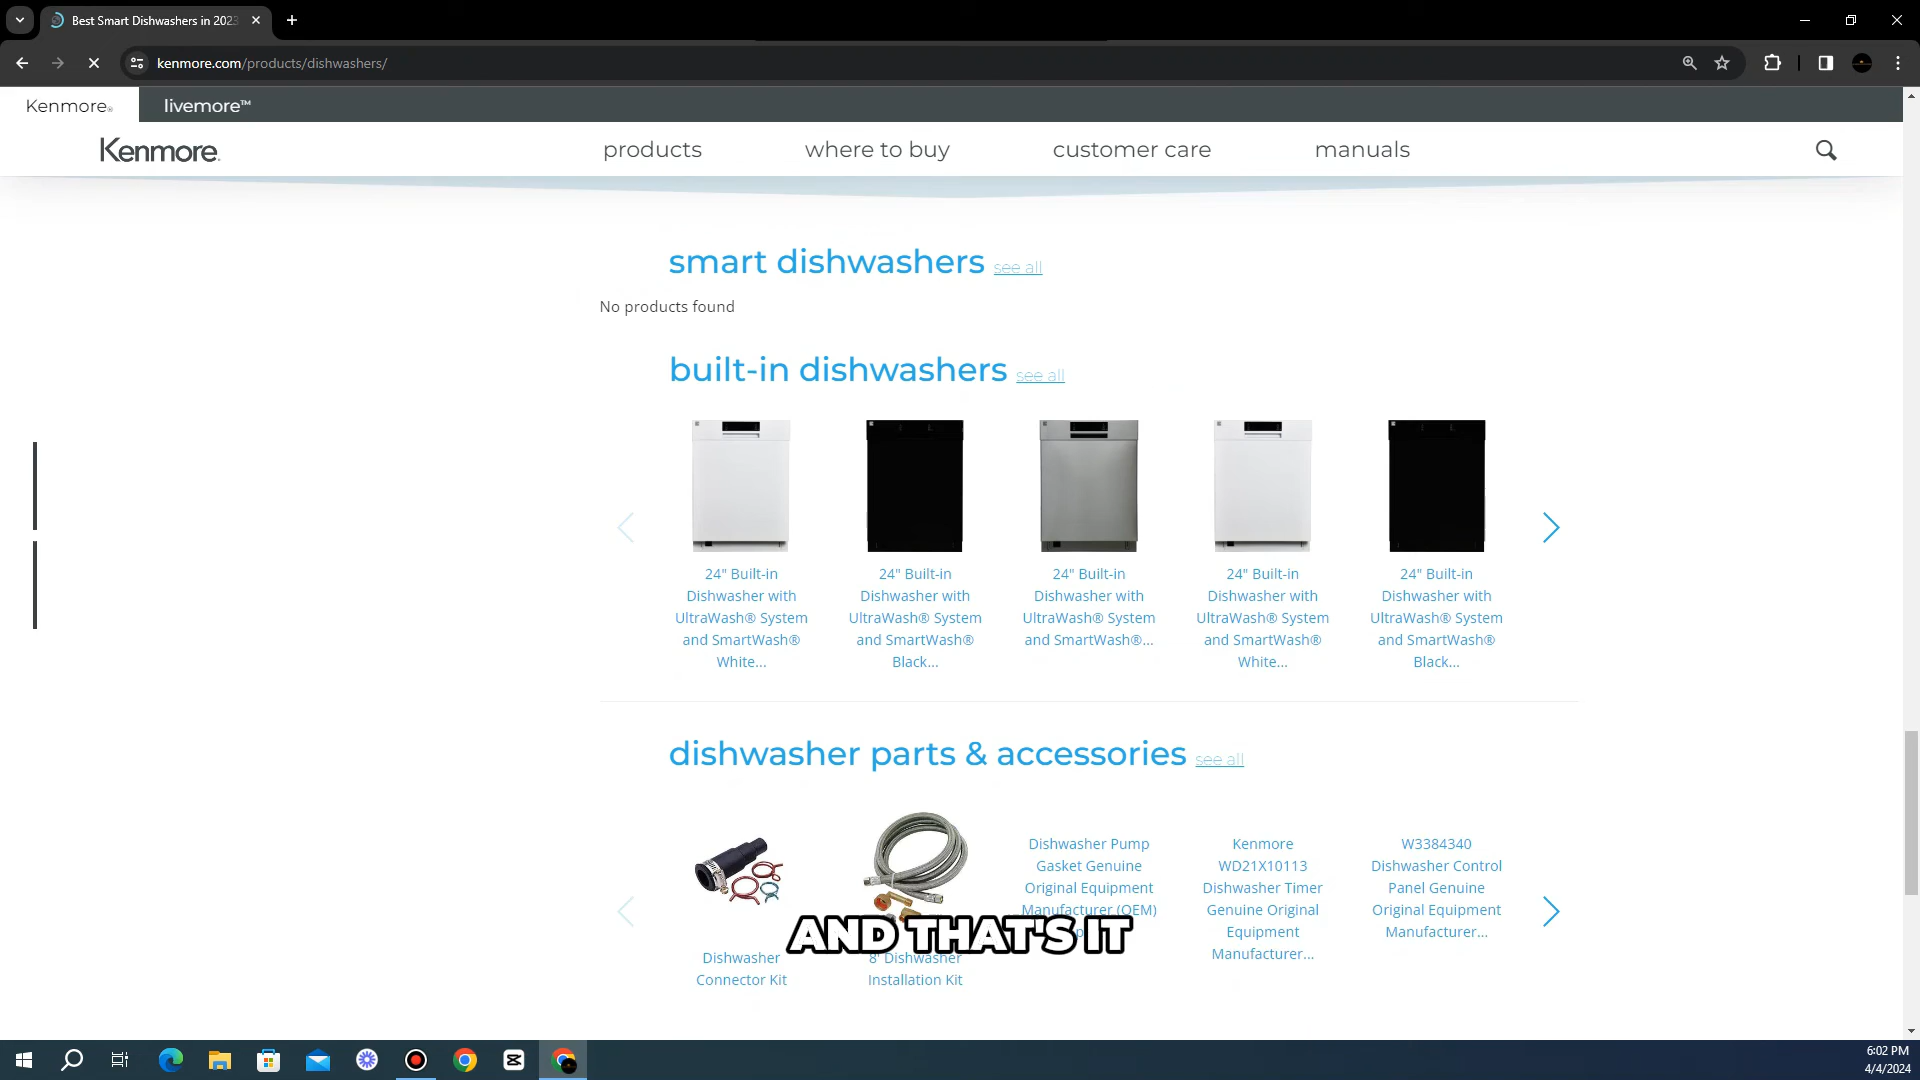 Best Smart Dishwashers in 2023
kenmore.com/products/dishwashers/
Kenmore®
livemore™
Kenmore
products
where to buy
customer care
manuals
smart dishwashers see all
No products found
built-in dishwashers see all
24" Built-in
Dishwasher with
UltraWash® System
and SmartWash®
White...
24" Built-in
Dishwasher with
UltraWash® System
and SmartWash®
Black...
24" Built-in
Dishwasher with
UltraWash® System
and SmartWash®...
24" Built-in
Dishwasher with
UltraWash® System
and SmartWash®
White...
24" Built-in
Dishwasher with
UltraWash® System
and SmartWash®
Black...
dishwasher parts & accessories see all
Dishwasher
Connector Kit
8' Dishwasher
Installation Kit
Dishwasher Pump
Gasket Genuine
Original Equipment
Manufacturer (OEM)
Kenmore
WD21X10113
Dishwasher Timer
Genuine Original
Equipment
Manufacturer...
W3384340
Dishwasher Control
Panel Genuine
Original Equipment
Manufacturer...
AND THAT'S IT
6:02 PM
4/4/2024